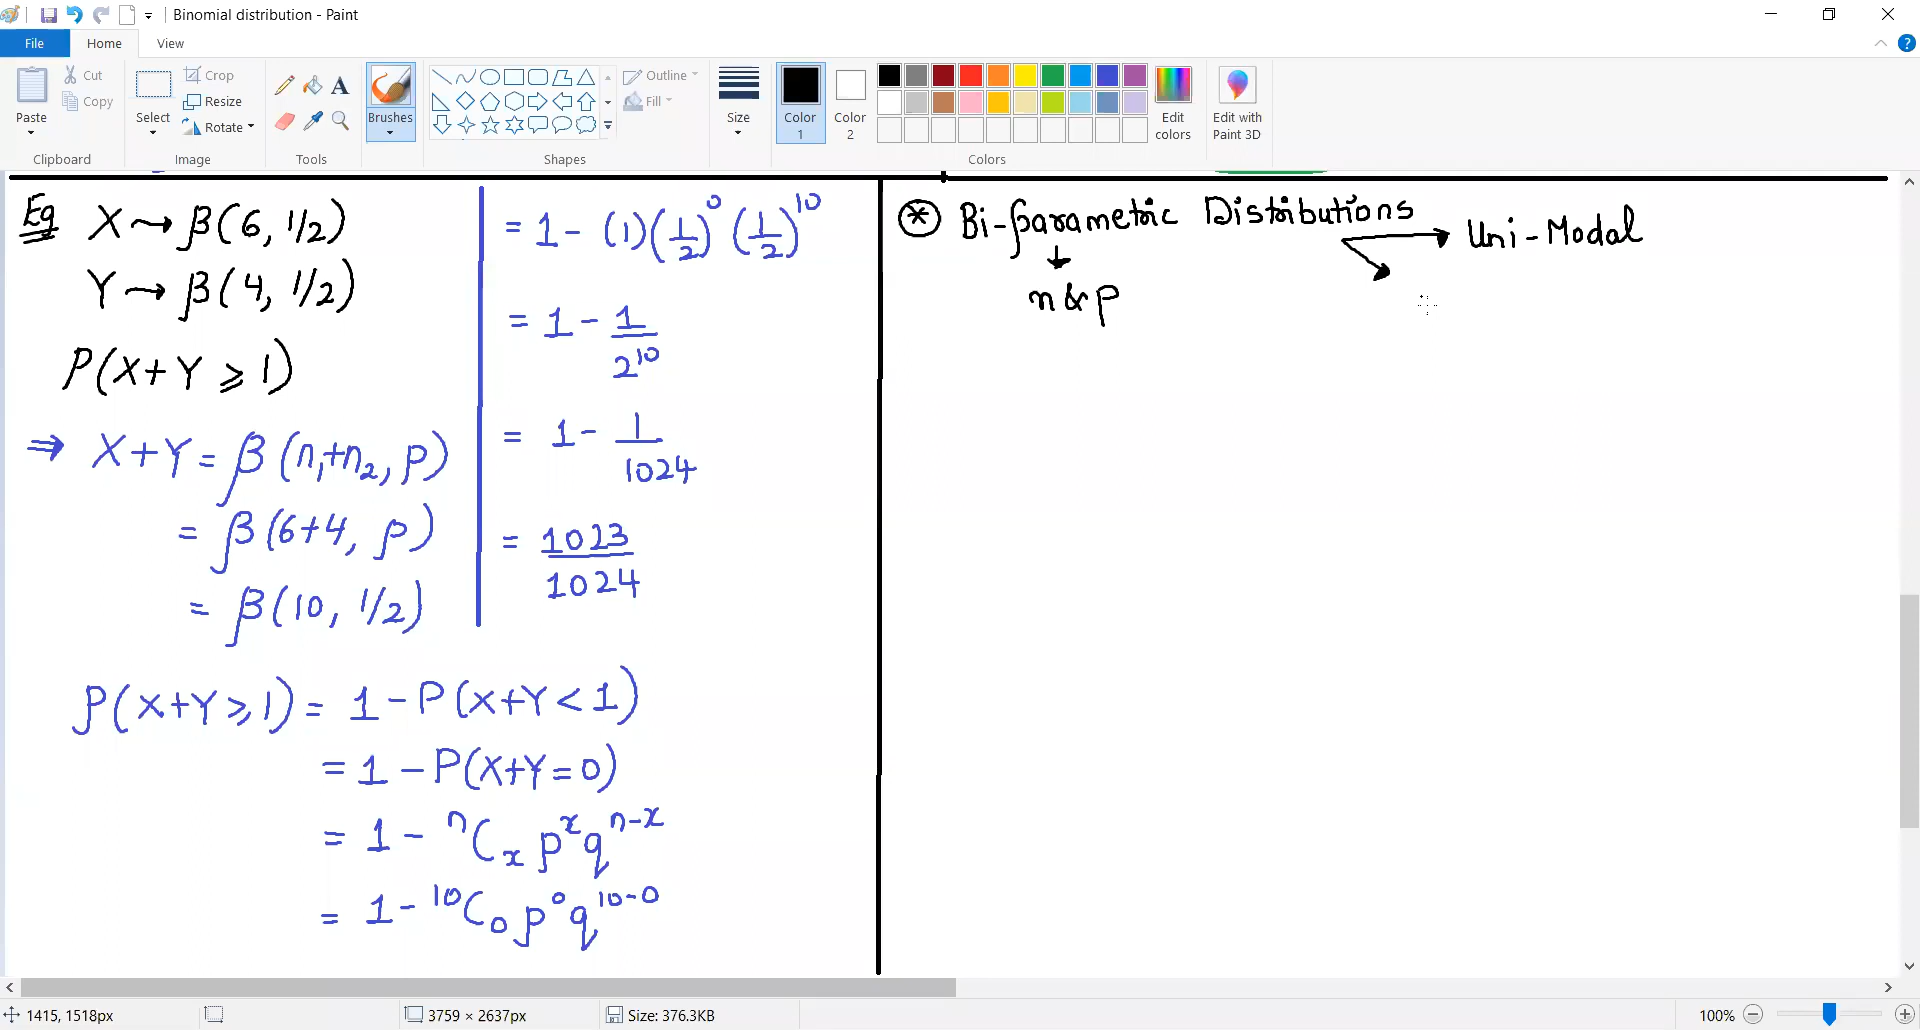 Binomial distribution - Paint
File Home View
Cut
Copy
Paste
Clipboard
Crop
Resize
Rotate
Select
Image
Tools
Brushes
Outline
Fill
Shapes
Size
Color 1
Color 2
Edit colors
Edit with Paint 3D
Colors
Eg X → β(6, 1/2)
Y → β(4, 1/2)
P(X+Y ⩾ 1)
⇒ X+Y = β(n₁+n₂, p)
= β(6+4, p)
= β(10, 1/2)
P(X+Y ⩾ 1) = 1 - P(X+Y < 1)
= 1 - P(X+Y = 0)
= 1 - ⁿCₓ pˣ qⁿ⁻ˣ
= 1 - ¹⁰C₀ p⁰ q¹⁰⁻⁰
= 1 - (1)(1/2)⁰ (1/2)¹⁰
= 1 - 1/2¹⁰
= 1 - 1/1024
= 1023/1024
* Bi-parametric Distributions → Uni-Modal
↓
n & p
1415, 1518px
3759 × 2637px
Size: 376.3KB
100%